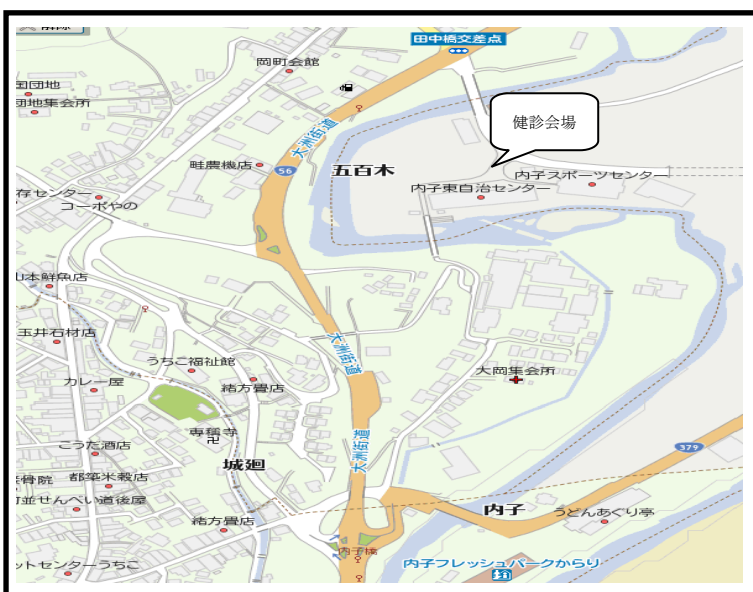 解除
田中橋交差点
岡町会館
団地集会所
健診会場
大洲街道
畦農機店
56
五百木
内子スポーツセンター
内子東自治センター
存センター
コーポやの
山本鮮魚店
玉井石材店
大洲街道
うちこ福祉館
カレー屋
緒方畳店
大岡集会所
専稱寺
こうた酒店
大洲街道
城廻
379
骨院
都築米穀店
町並せんべい道後屋
内子
うどんあぐり亭
緒方畳店
内子橋
ットセンターうちこ
内子フレッシュパークからり